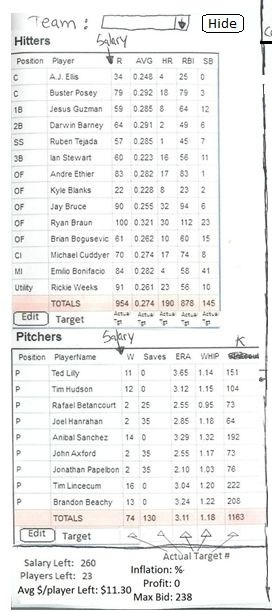 Team:
Hide
Hitters
Salary
Position Player R AVG HR RBI SB
C A.J. Ellis 34 0.248 4 25 0
C Buster Posey 79 0.292 18 79 3
1B Jesus Guzman 59 0.285 8 64 12
2B Darwin Barney 64 0.291 2 49 6
SS Ruben Tejada 57 0.285 1 45 7
3B Ian Stewart 60 0.223 16 56 11
OF Andre Ethier 83 0.282 17 83 1
OF Kyle Blanks 22 0.228 8 23 2
OF Jay Bruce 90 0.255 32 94 6
OF Ryan Braun 100 0.321 30 112 23
OF Brian Bogusevic 61 0.262 10 60 15
CI Michael Cuddyer 70 0.274 17 74 8
MI Emilio Bonifacio 84 0.282 4 58 41
Utility Rickie Weeks 91 0.261 23 56 10
TOTALS 954 0.274 190 878 145
Edit Target Actual Actual Actual Actual Actual
Pitchers
Salary K
Position PlayerName W Saves ERA WHIP
P Ted Lilly 11 0 3.65 1.14 151
P Tim Hudson 12 0 3.12 1.15 104
P Rafael Betancourt 2 25 2.55 0.95 73
P Joel Hanrahan 2 35 2.85 1.18 64
P Anibal Sanchez 14 0 3.29 1.32 192
P John Axford 2 35 2.55 1.17 73
P Jonathan Papelbon 2 35 2.10 1.03 76
P Tim Lincecum 16 0 3.04 1.20 222
P Brandon Beachy 13 0 3.24 1.22 208
TOTALS 74 130 3.11 1.18 1163
Edit Target
Actual Target #
Salary Left: 260
Players Left: 23
Avg $/player Left: $11.30
Inflation: %
Profit: 0
Max Bid: 238